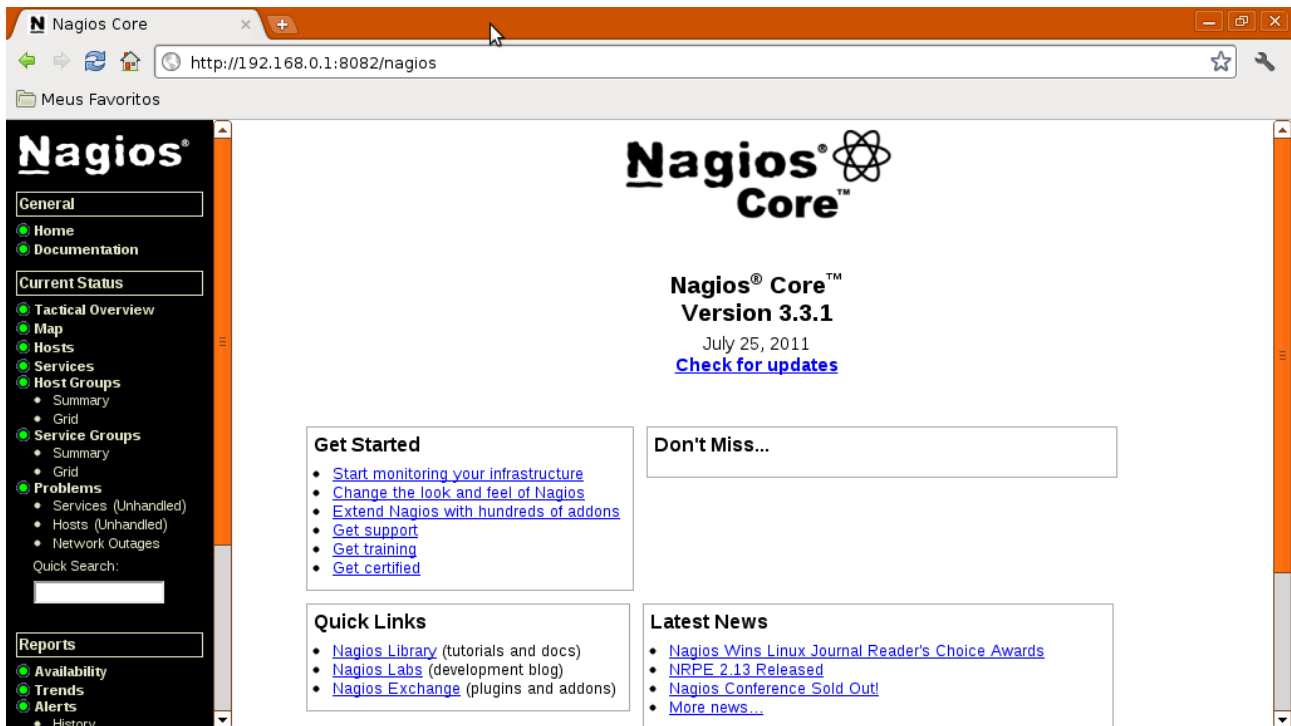 Nagios Core
http://192.168.0.1:8082/nagios
Meus Favoritos
Nagios®
General
Home
Documentation
Current Status
Tactical Overview
Map
Hosts
Services
Host Groups
Summary
Grid
Service Groups
Summary
Grid
Problems
Services (Unhandled)
Hosts (Unhandled)
Network Outages
Quick Search:
Reports
Availability
Trends
Alerts
History
Nagios®
Core™
Nagios® Core™
Version 3.3.1
July 25, 2011
Check for updates
Get Started
Start monitoring your infrastructure
Change the look and feel of Nagios
Extend Nagios with hundreds of addons
Get support
Get training
Get certified
Don't Miss...
Quick Links
Nagios Library (tutorials and docs)
Nagios Labs (development blog)
Nagios Exchange (plugins and addons)
Latest News
Nagios Wins Linux Journal Reader's Choice Awards
NRPE 2.13 Released
Nagios Conference Sold Out!
More news...